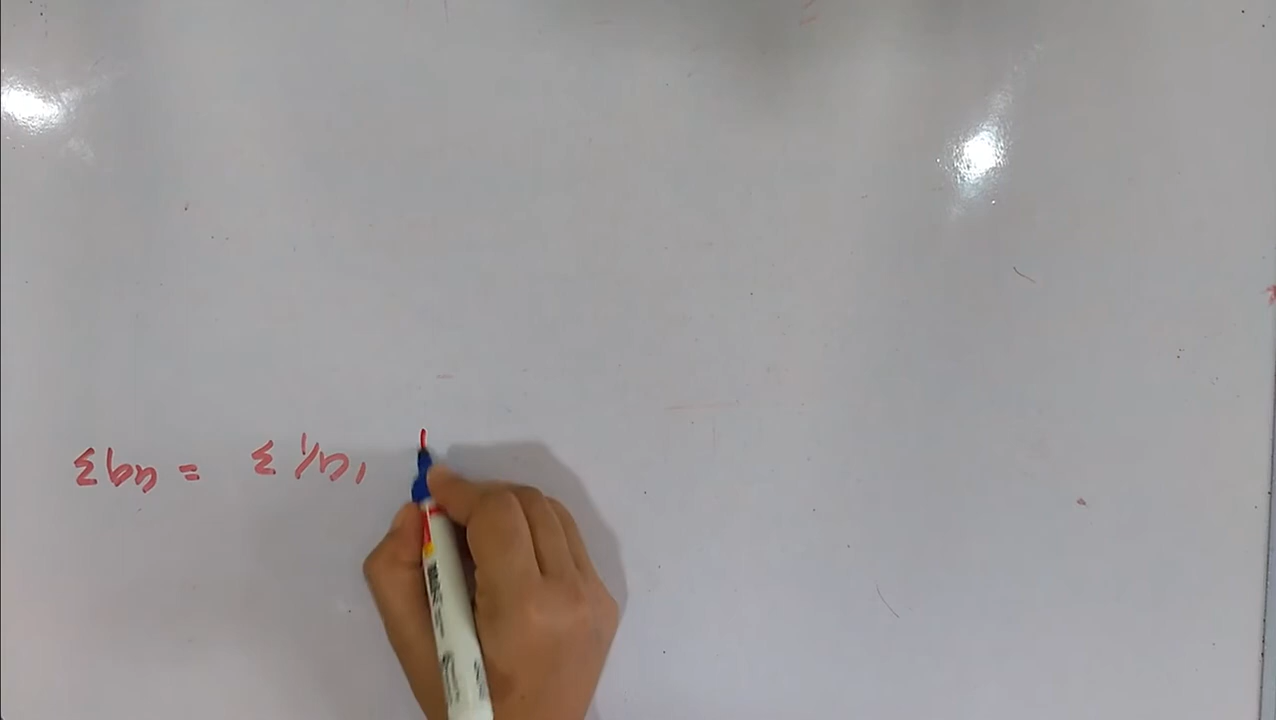 Σbn = Σ 1/n,